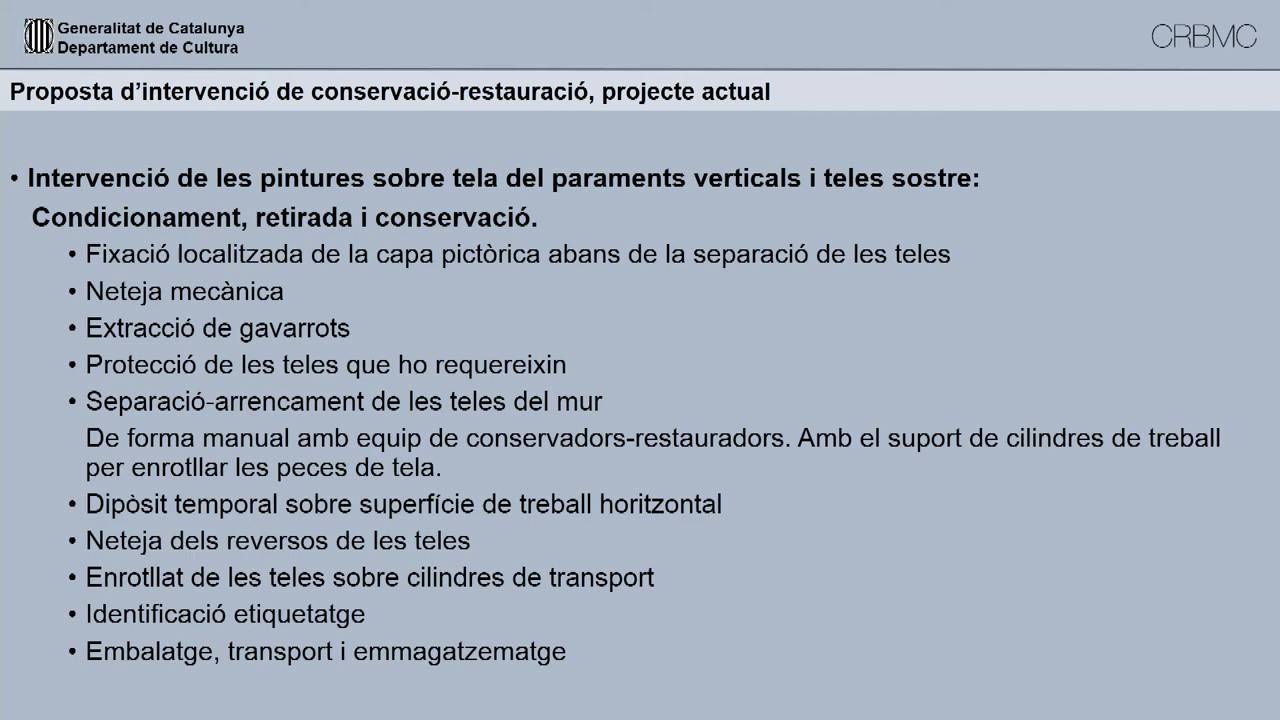 Generalitat de Catalunya
Departament de Cultura
CRBMC
Proposta d’intervenció de conservació-restauració, projecte actual
• Intervenció de les pintures sobre tela del paraments verticals i teles sostre:
Condicionament, retirada i conservació.
• Fixació localitzada de la capa pictòrica abans de la separació de les teles
• Neteja mecànica
• Extracció de gavarrots
• Protecció de les teles que ho requereixin
• Separació-arrencament de les teles del mur
De forma manual amb equip de conservadors-restauradors. Amb el suport de cilindres de treball
per enrotllar les peces de tela.
• Dipòsit temporal sobre superfície de treball horitzontal
• Neteja dels reversos de les teles
• Enrotllat de les teles sobre cilindres de transport
• Identificació etiquetatge
• Embalatge, transport i emmagatzematge